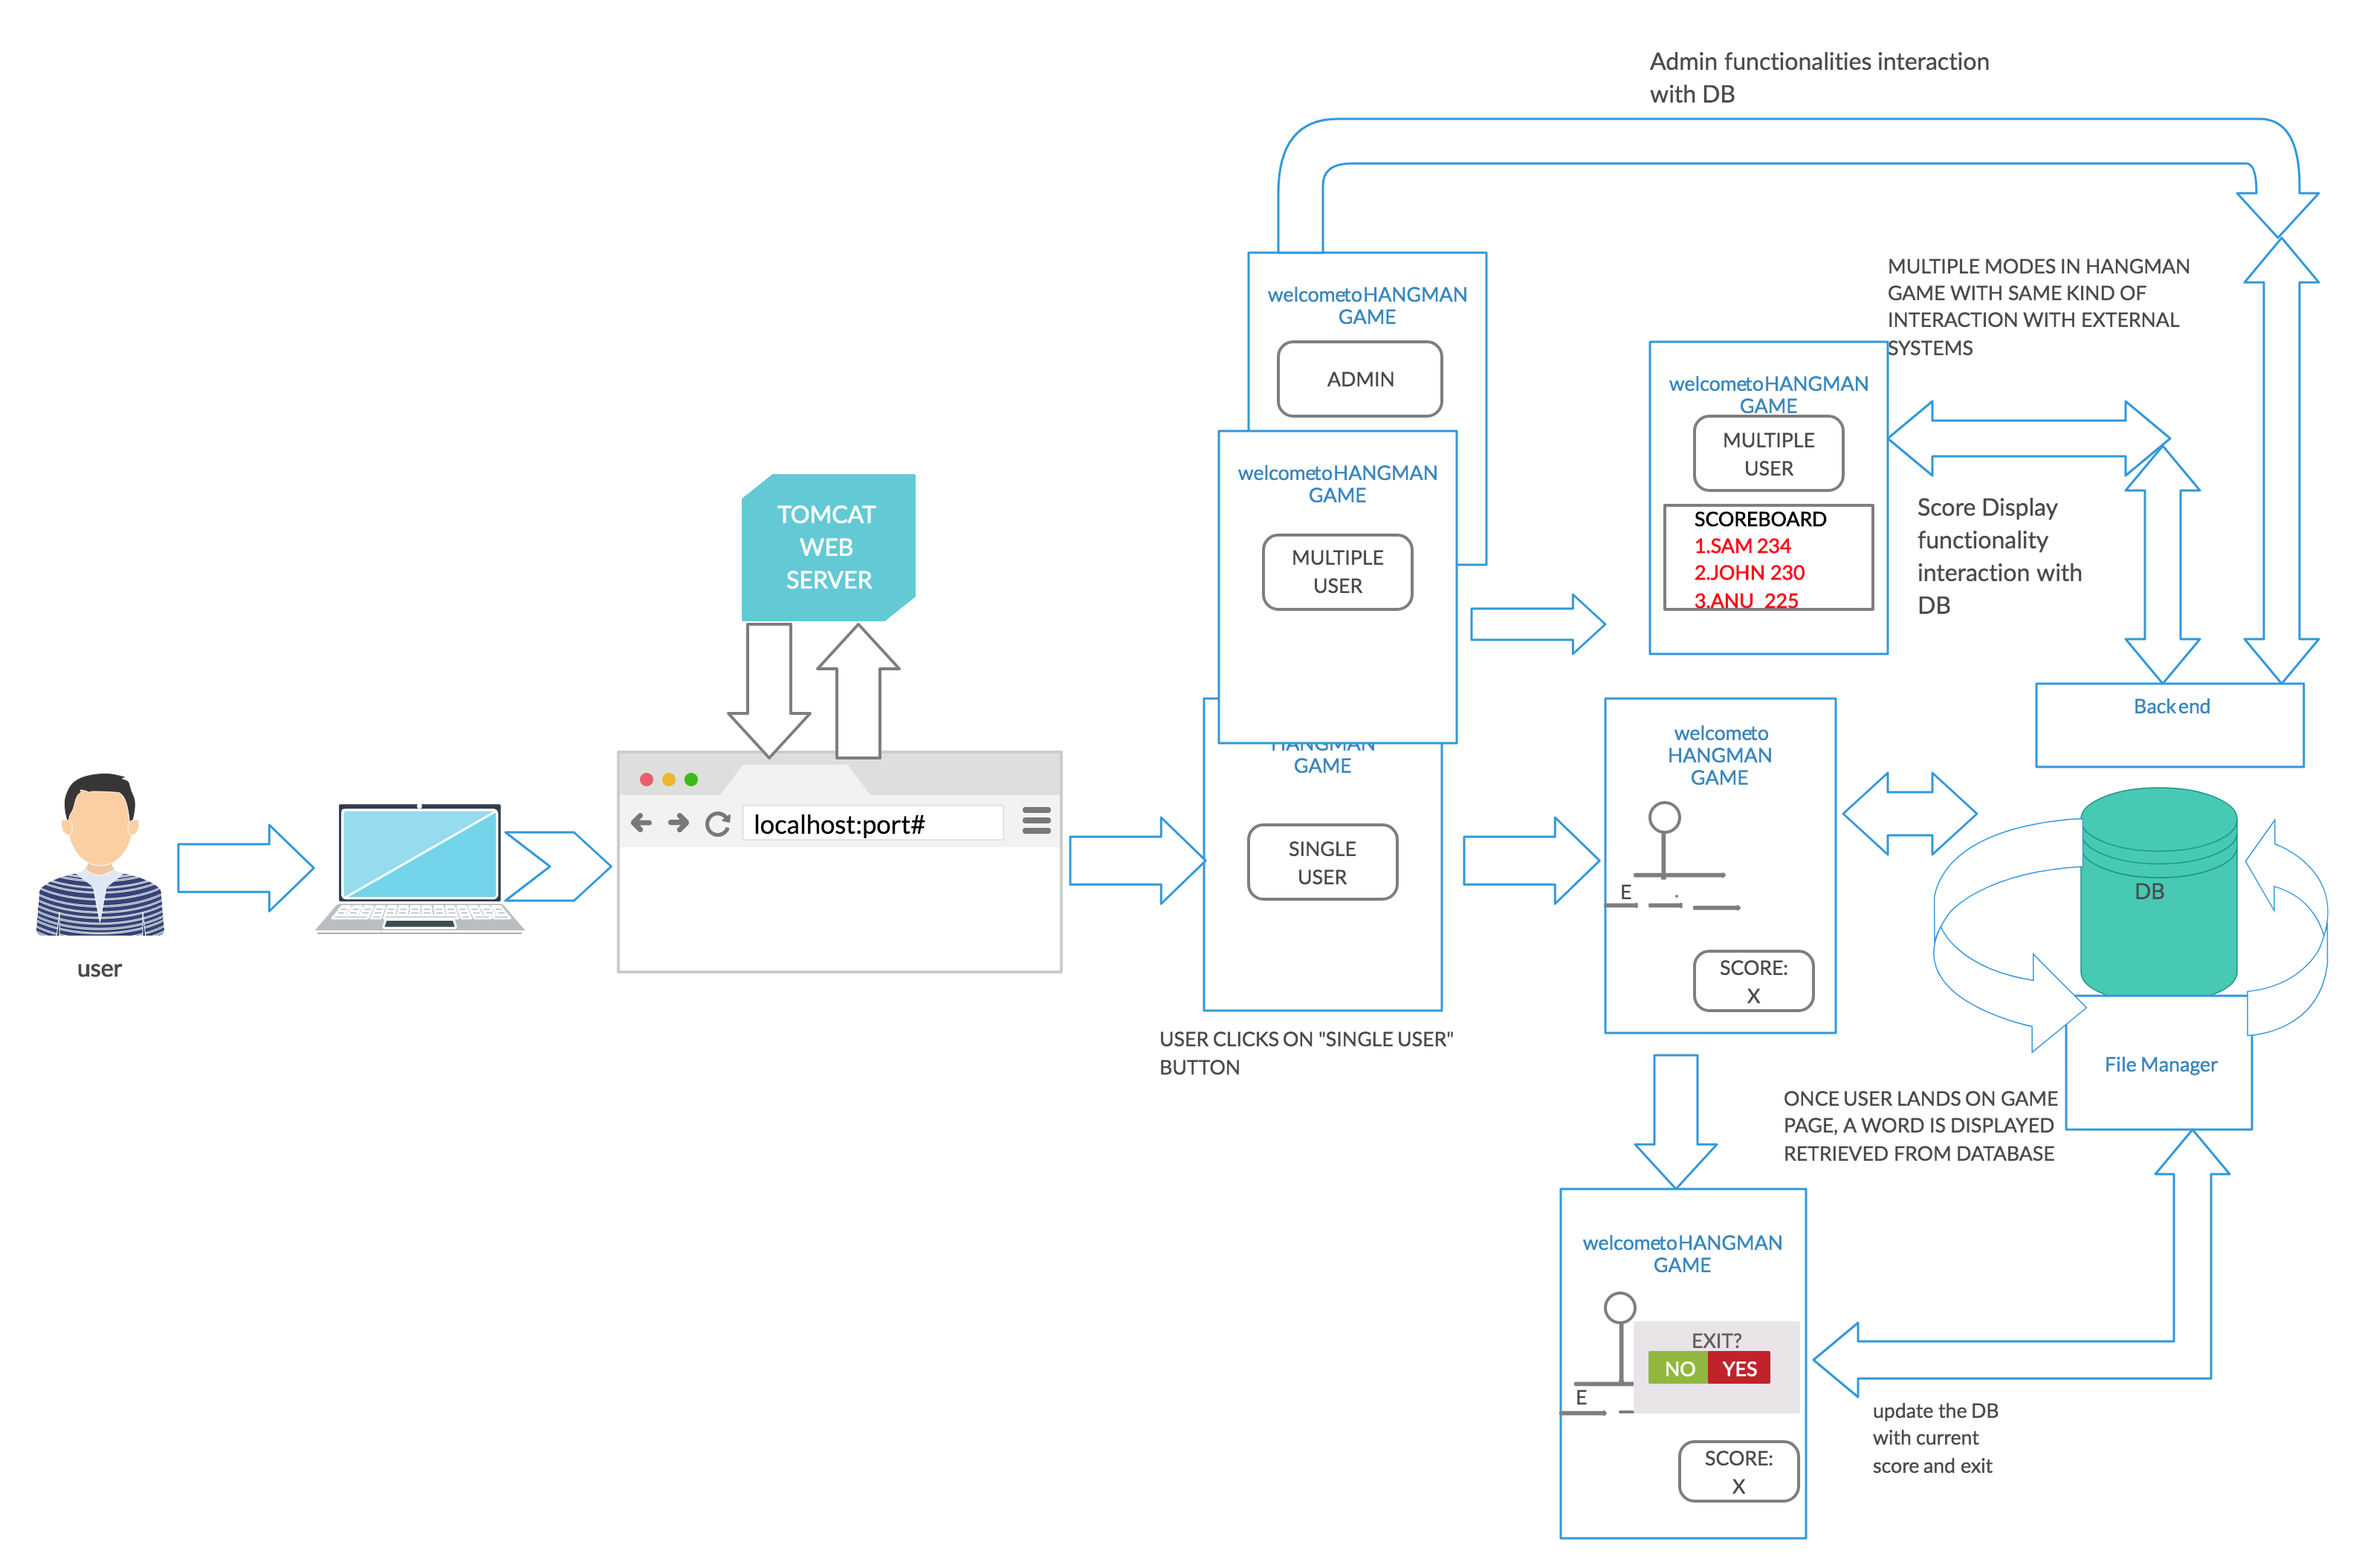 Admin functionalities interaction
with DB
welcometoHANGMAN
GAME
ADMIN
MULTIPLE MODES IN HANGMAN
GAME WITH SAME KIND OF
INTERACTION WITH EXTERNAL
SYSTEMS
welcometoHANGMAN
GAME
MULTIPLE
USER
SCOREBOARD
1.SAM 234
2.JOHN 230
3.ANU 225
Score Display
functionality
interaction with
DB
welcometoHANGMAN
GAME
MULTIPLE
USER
TOMCAT
WEB
SERVER
Backend
localhost:port#
HANGMAN
GAME
SINGLE
USER
welcometo
HANGMAN
GAME
E
SCORE:
X
DB
user
USER CLICKS ON "SINGLE USER"
BUTTON
File Manager
ONCE USER LANDS ON GAME
PAGE, A WORD IS DISPLAYED
RETRIEVED FROM DATABASE
welcometoHANGMAN
GAME
EXIT?
NO YES
E
SCORE:
X
update the DB
with current
score and exit